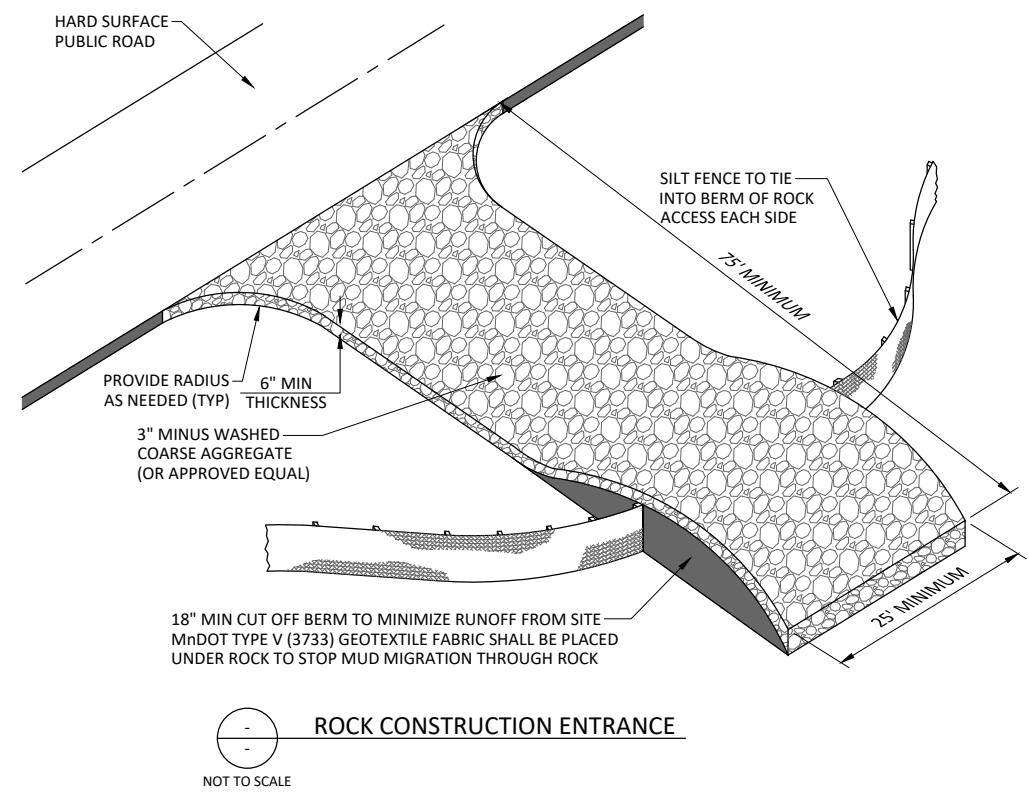 HARD SURFACE
PUBLIC ROAD
SILT FENCE TO TIE
INTO BERM OF ROCK
ACCESS EACH SIDE
75' MINIMUM
PROVIDE RADIUS
AS NEEDED (TYP)
6" MIN
THICKNESS
3" MINUS WASHED
COARSE AGGREGATE
(OR APPROVED EQUAL)
18" MIN CUT OFF BERM TO MINIMIZE RUNOFF FROM SITE
MnDOT TYPE V (3733) GEOTEXTILE FABRIC SHALL BE PLACED
UNDER ROCK TO STOP MUD MIGRATION THROUGH ROCK
25' MINIMUM
-
-
ROCK CONSTRUCTION ENTRANCE
NOT TO SCALE